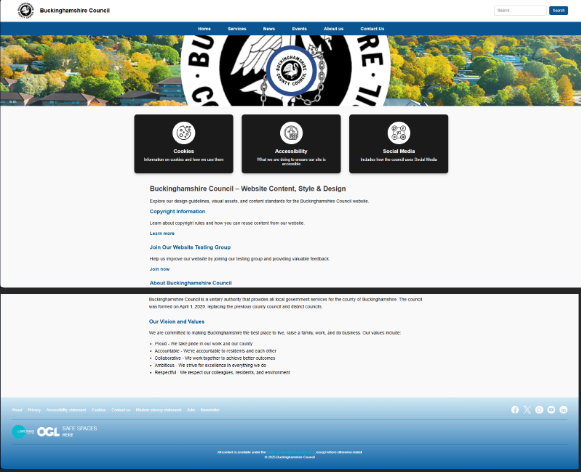 Buckinghamshire Council
Search...
Search
Home Services News Events About us Contact Us
BUCKINGHAMSHIRE COUNTY COUNCIL
Cookies
Information on cookies and how we use them
Accessibility
What we are doing to ensure our site is
accessible
Social Media
Includes how the council uses Social Media
Buckinghamshire Council – Website Content, Style & Design
Explore our design guidelines, visual assets, and content standards for the Buckinghamshire Council website.
Copyright Information
Learn about copyright rules and how you can reuse content from our website.
Learn more
Join Our Website Testing Group
Help us improve our website by joining our testing group and providing valuable feedback.
Join now
About Buckinghamshire Council
Buckinghamshire Council is a unitary authority that provides all local government services for the county of Buckinghamshire. The council
was formed on April 1, 2020, replacing the previous county council and district councils.
Our Vision and Values
We are committed to making Buckinghamshire the best place to live, raise a family, work, and do business. Our values include:
• Proud - We take pride in our work and our county
• Accountable - We're accountable to residents and each other
• Collaborative - We work together to achieve better outcomes
• Ambitious - We strive for excellence in everything we do
• Respectful - We respect our colleagues, residents, and environment
About Privacy Accessibility statement Cookies Contact us Modern slavery statement Jobs Newsletter
OGL
SAFE SPACES
HERE
All content is available under the except where otherwise stated
© 2025 Buckinghamshire Council